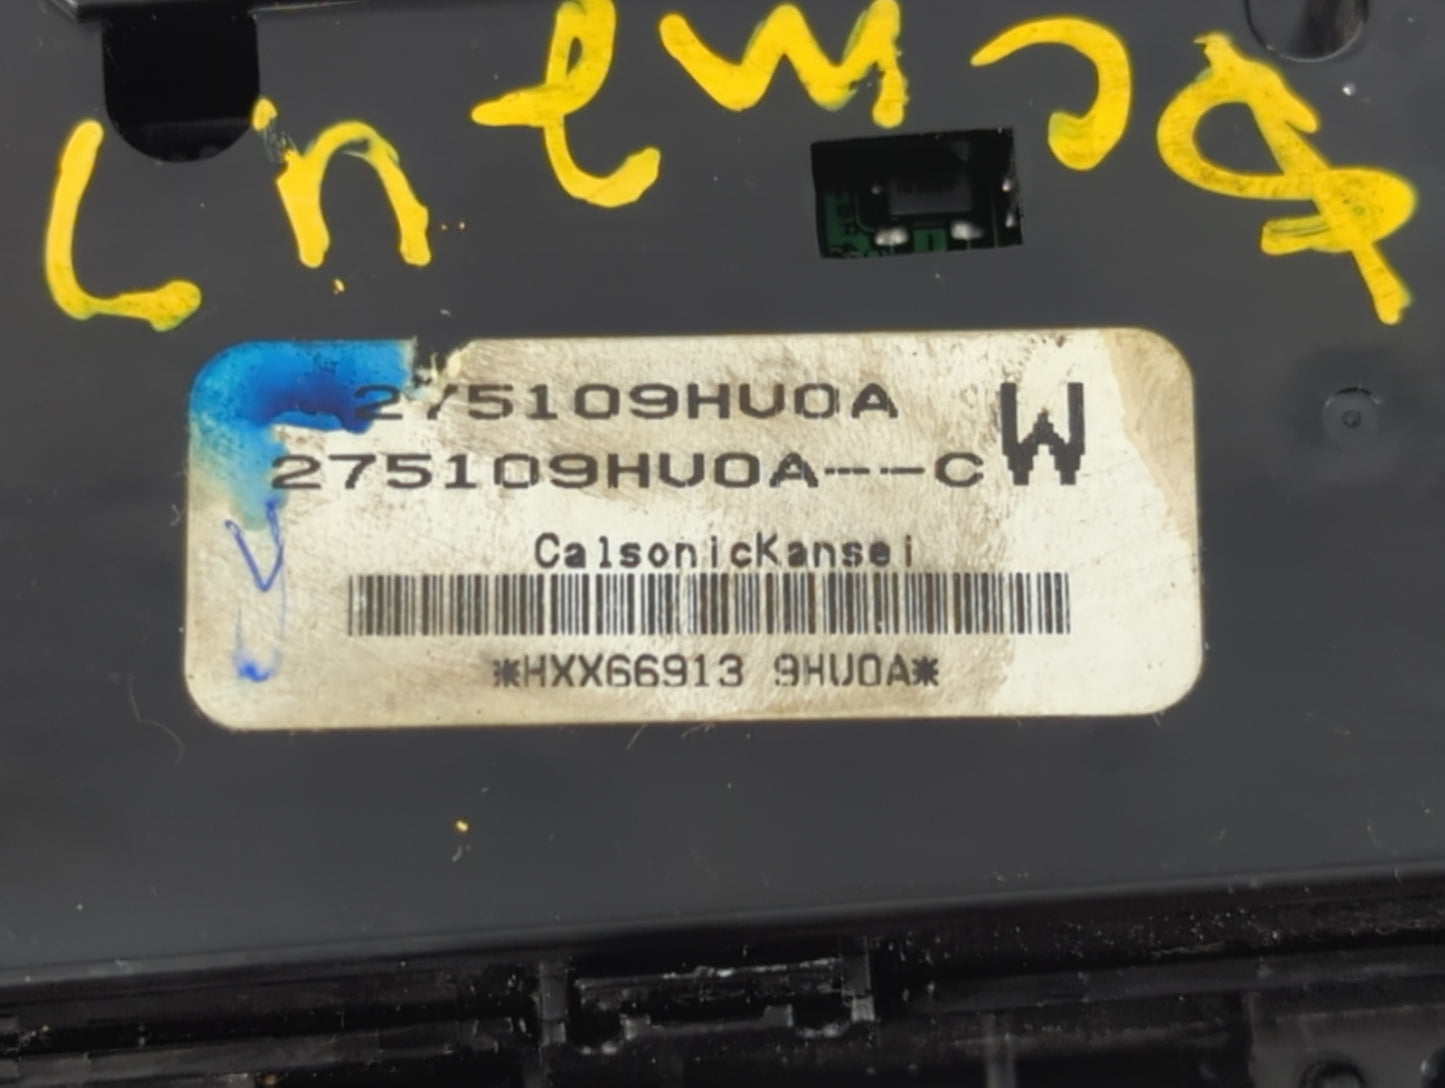 275109HU0A
275109HU0A---C
W
CalsonicKansei
*HXX66913 9HU0A*